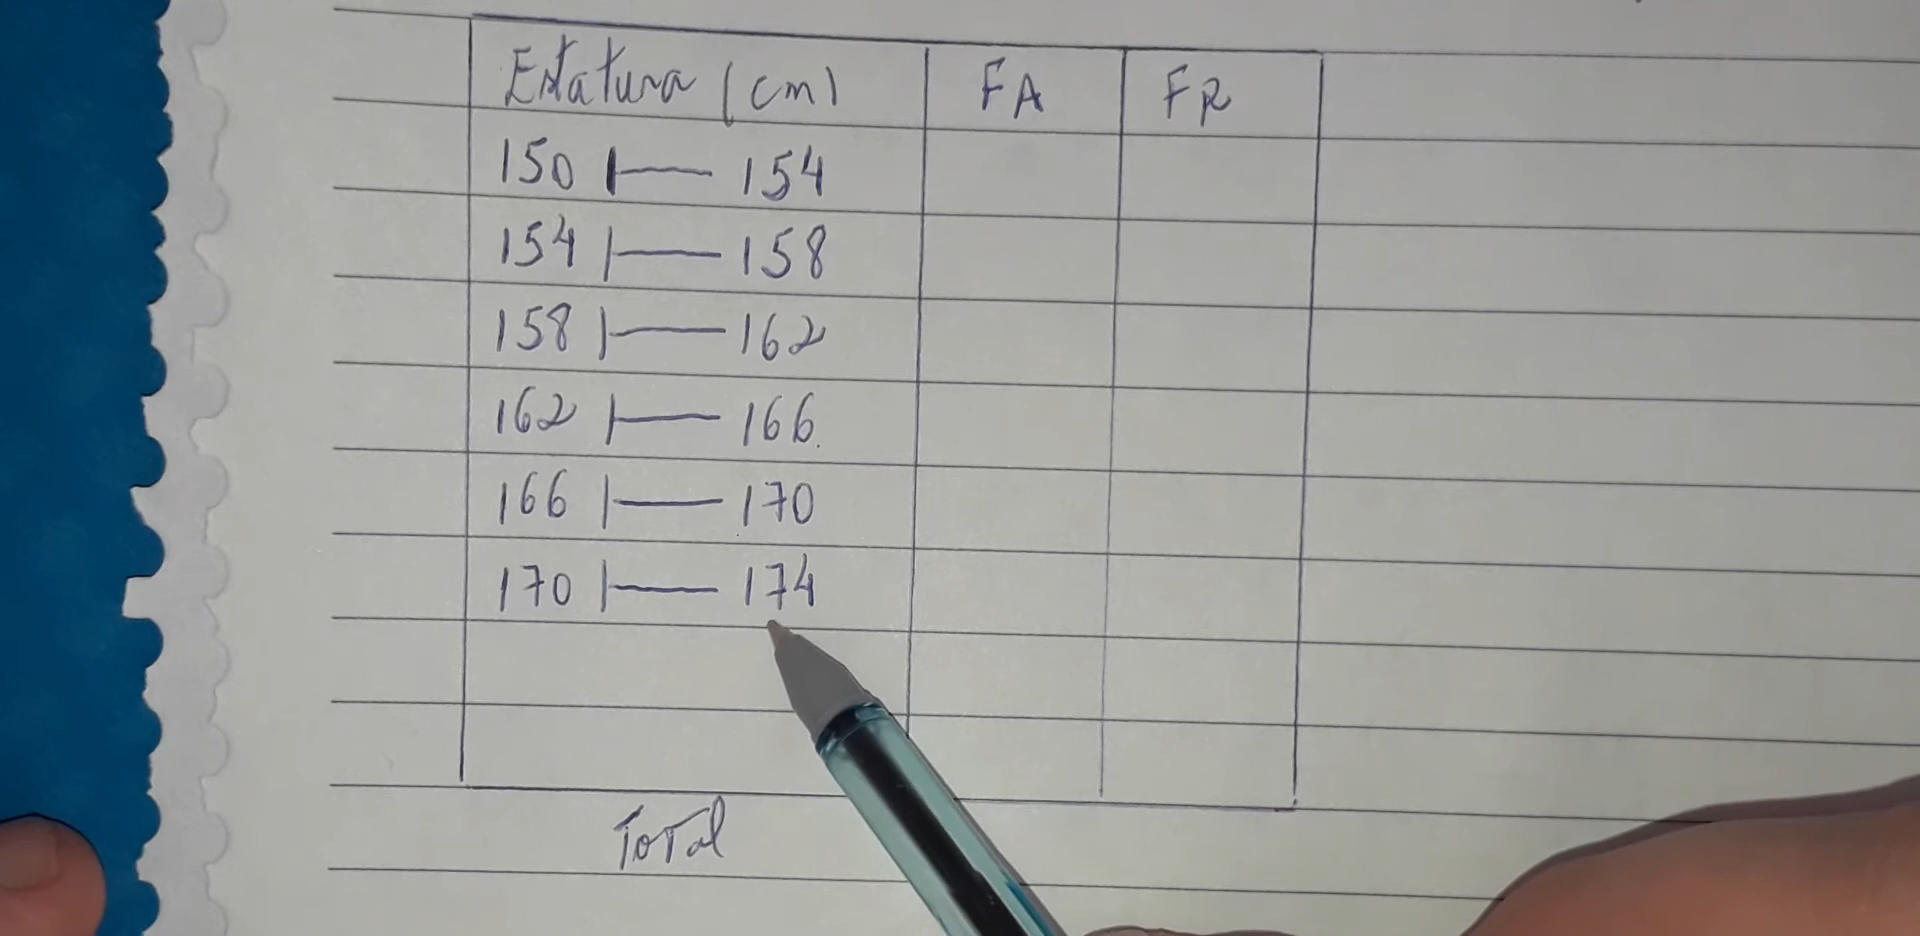 Estatura (cm) FA FR
150 |— 154
154 |— 158
158 |— 162
162 |— 166
166 |— 170
170 |— 174
Total